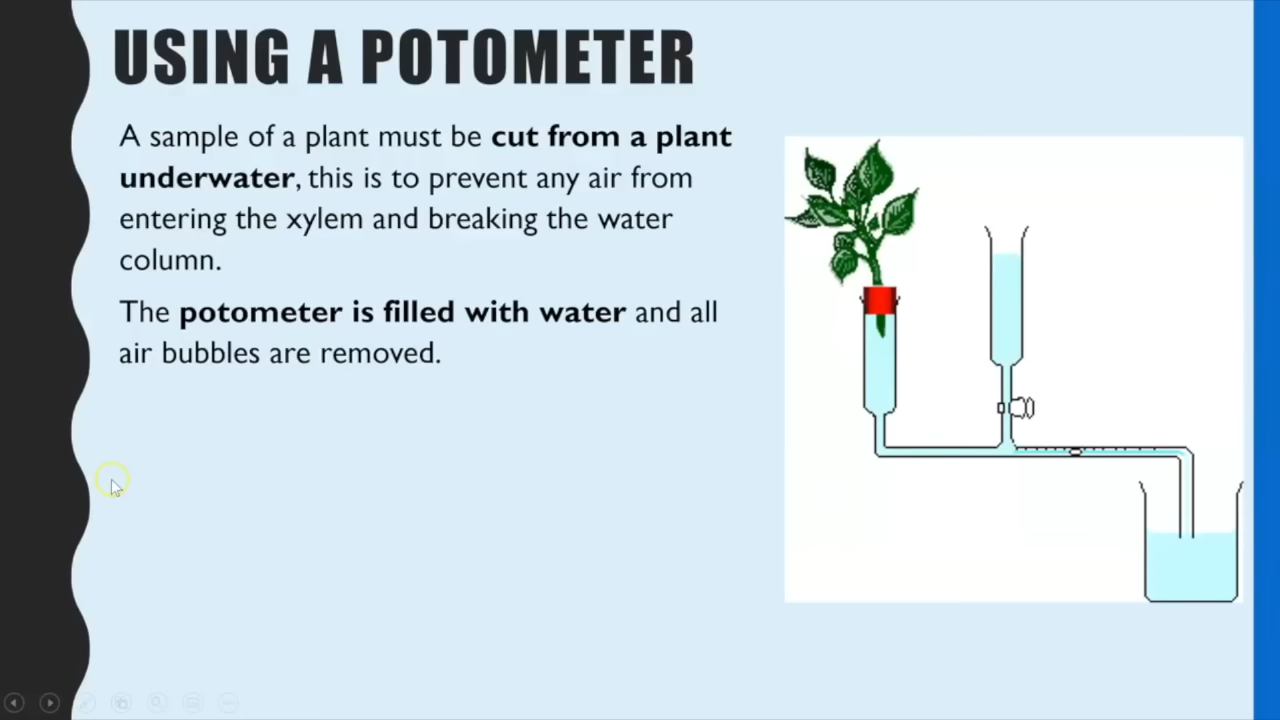 USING A POTOMETER
A sample of a plant must be cut from a plant
underwater, this is to prevent any air from
entering the xylem and breaking the water
column.
The potometer is filled with water and all
air bubbles are removed.